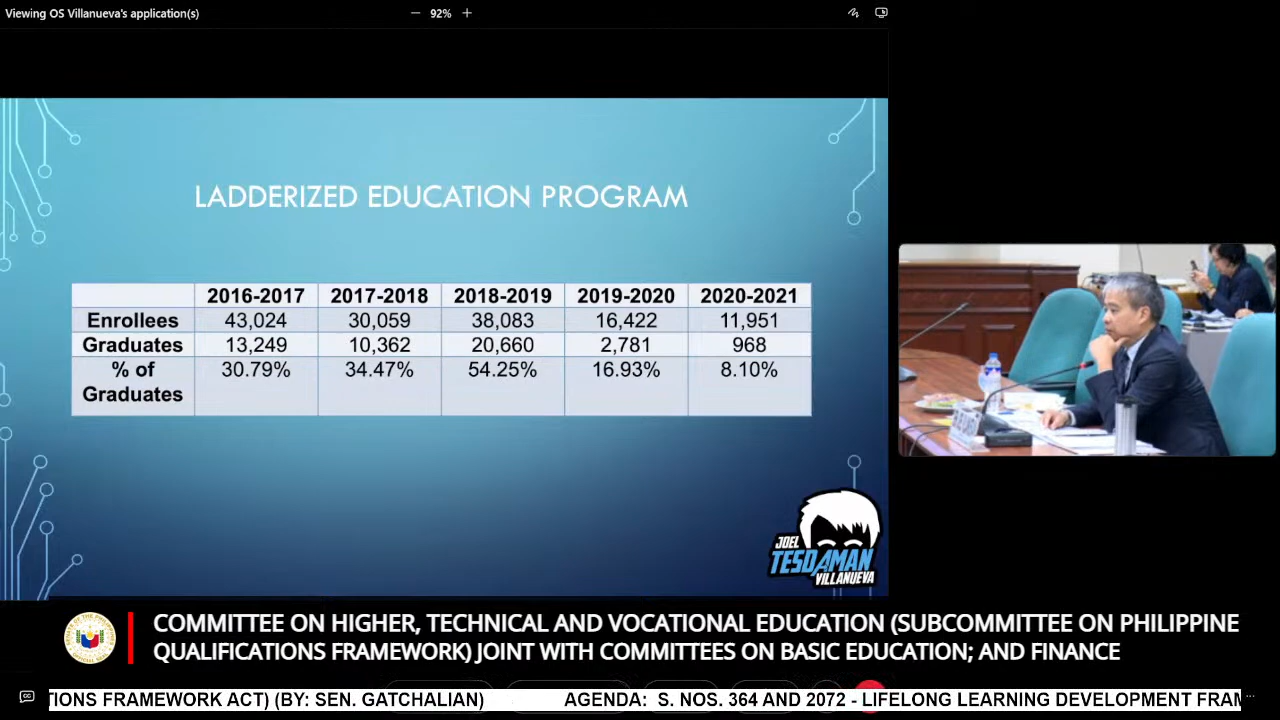 Viewing OS Villanueva's application(s)
92%
LADDERIZED EDUCATION PROGRAM
2016-2017 2017-2018 2018-2019 2019-2020 2020-2021
Enrollees 43,024 30,059 38,083 16,422 11,951
Graduates 13,249 10,362 20,660 2,781 968
% of 30.79% 34.47% 54.25% 16.93% 8.10%
Graduates
JOEL
TESDAMAN
VILLANUEVA
COMMITTEE ON HIGHER, TECHNICAL AND VOCATIONAL EDUCATION (SUBCOMMITTEE ON PHILIPPINE
QUALIFICATIONS FRAMEWORK) JOINT WITH COMMITTEES ON BASIC EDUCATION; AND FINANCE
TIONS FRAMEWORK ACT) (BY: SEN. GATCHALIAN) AGENDA: S. NOS. 364 AND 2072 - LIFELONG LEARNING DEVELOPMENT FRAM